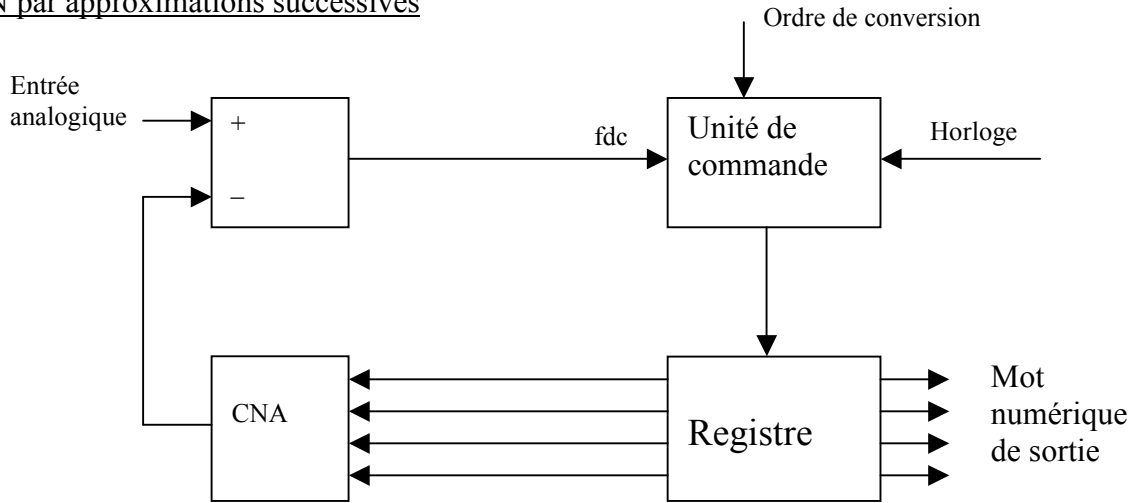 par approximations successives
Ordre de conversion
Entrée
analogique
+
–
fdc
Unité de
commande
Horloge
CNA
Registre
Mot
numérique
de sortie